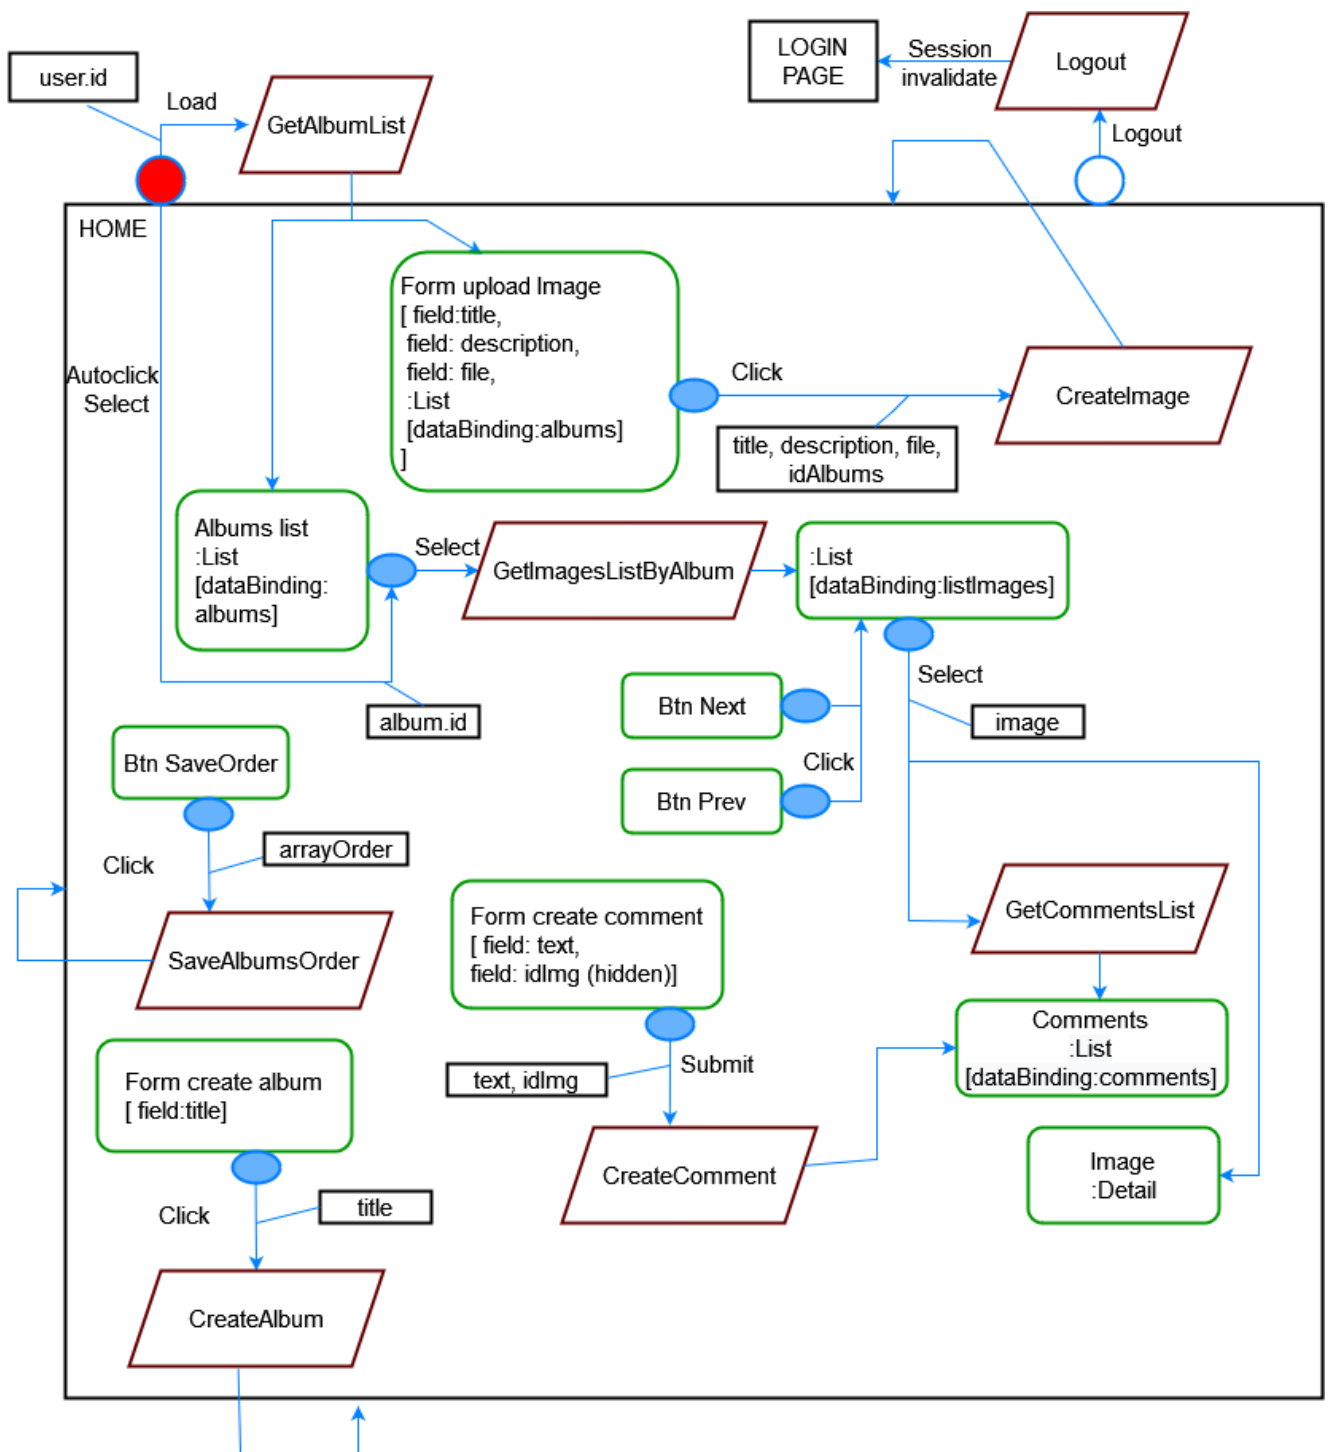 LOGIN
PAGE
Session
invalidate
Logout
user.id
Load
GetAlbumList
Logout
HOME
Form upload Image
[ field:title,
field: description,
field: file,
:List
[dataBinding:albums]
]
Autoclick
Select
Click
CreateImage
title, description, file,
idAlbums
Albums list
:List
[dataBinding:
albums]
Select
GetImagesListByAlbum
:List
[dataBinding:listImages]
Select
album.id
Btn Next
image
Btn SaveOrder
Click
Btn Prev
Click
arrayOrder
SaveAlbumsOrder
Form create comment
[ field: text,
field: idImg (hidden)]
GetCommentsList
Comments
:List
[dataBinding:comments]
Form create album
[ field:title]
text, idImg
Submit
CreateComment
Image
:Detail
Click
title
CreateAlbum